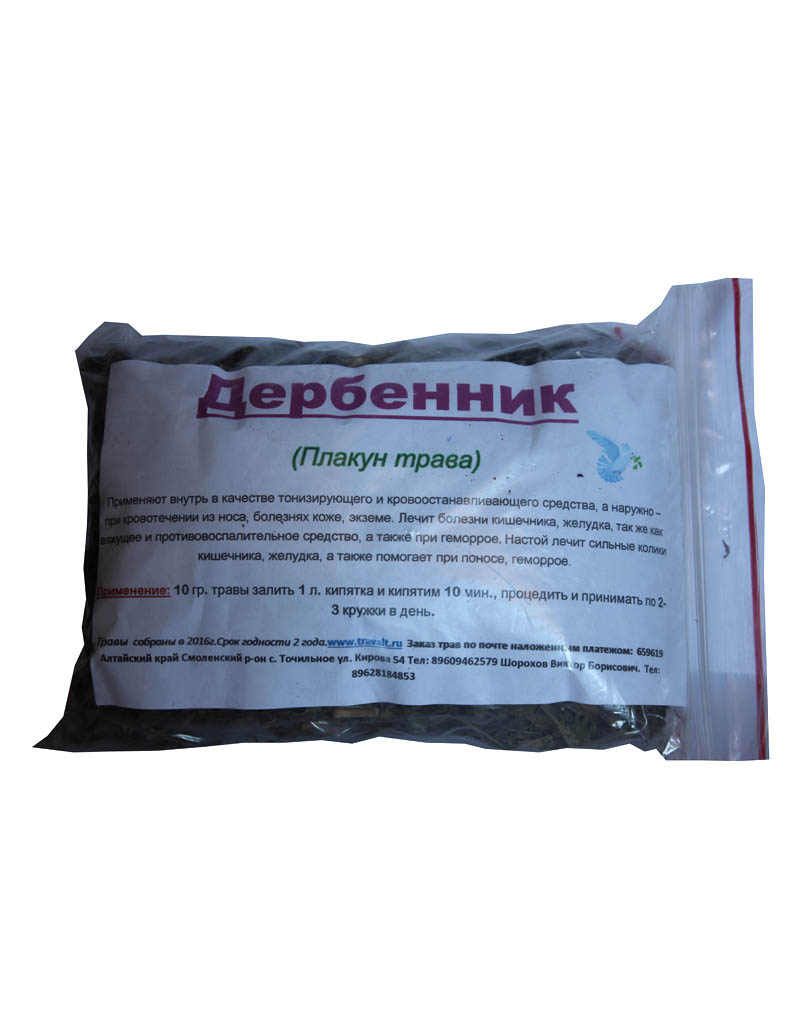 Дербенник
(Плакун трава)
Применяют внутрь в качестве тонизирующего и кровоостанавливающего средства, а наружно –
при кровотечении из носа, болезнях коже, экземе. Лечит болезни кишечника, желудка, так же как
вяжущее и противовоспалительное средство, а также при геморрое. Настой лечит сильные колики
кишечника, желудка, а также помогает при поносе, геморрое.
Применение: 10 гр. травы залить 1 л. кипятка и кипятим 10 мин., процедить и принимать по 2-
3 кружки в день.
Травы собраны в 2016г.Срок годности 2 года.www.travalt.ru Заказ трав по почте наложенным платежом: 659619
Алтайский край Смоленский р-он с. Точильное ул. Кирова 54 Тел: 89609462579 Шорохов Виктор Борисович. Тел:
89628184853